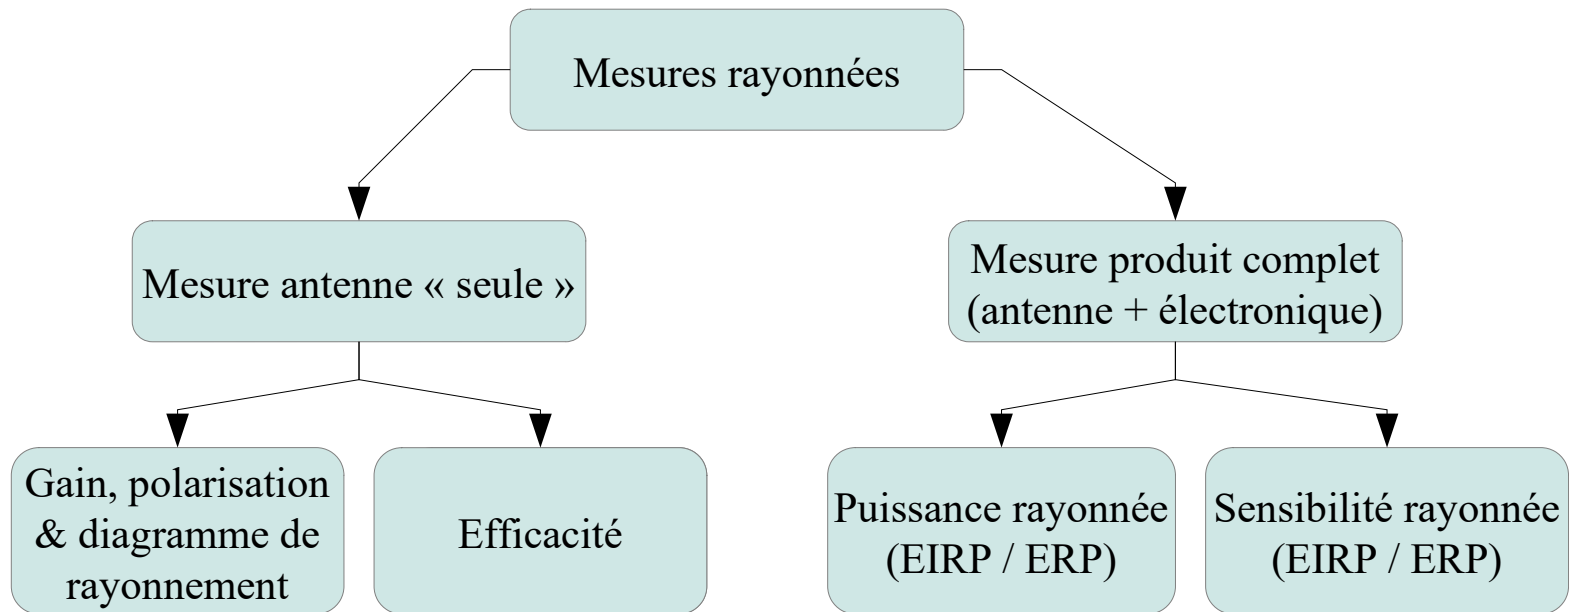 Mesures rayonnées
Mesure antenne « seule »
Mesure produit complet
(antenne + électronique)
Gain, polarisation
& diagramme de
rayonnement
Efficacité
Puissance rayonnée
(EIRP / ERP)
Sensibilité rayonnée
(EIRP / ERP)